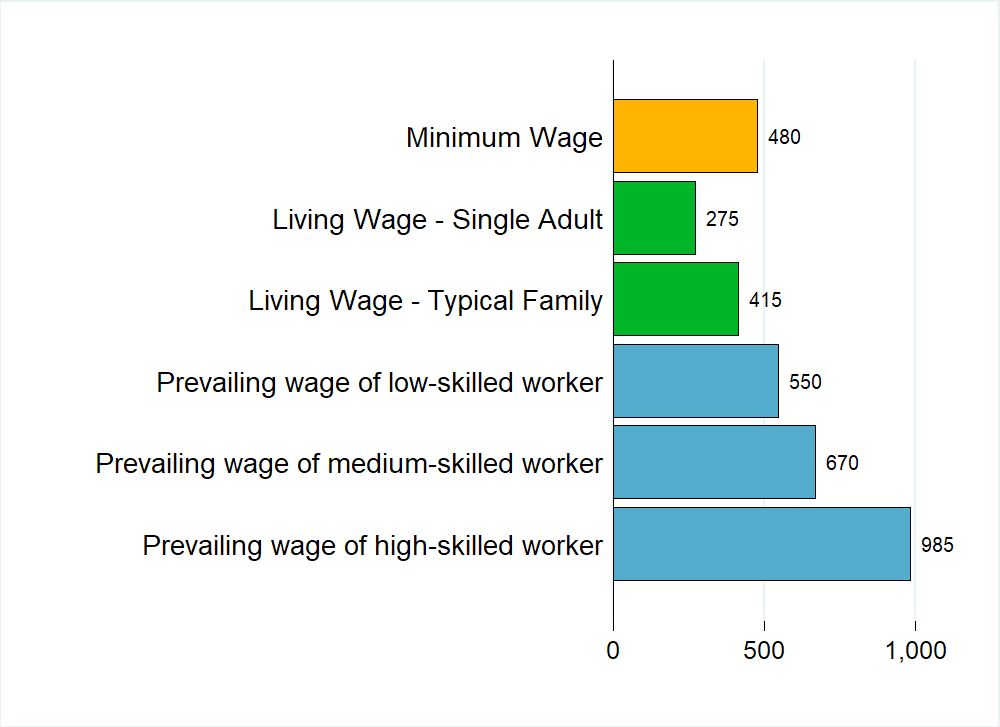 Minimum Wage 480
Living Wage - Single Adult 275
Living Wage - Typical Family 415
Prevailing wage of low-skilled worker 550
Prevailing wage of medium-skilled worker 670
Prevailing wage of high-skilled worker 985
0 500 1,000